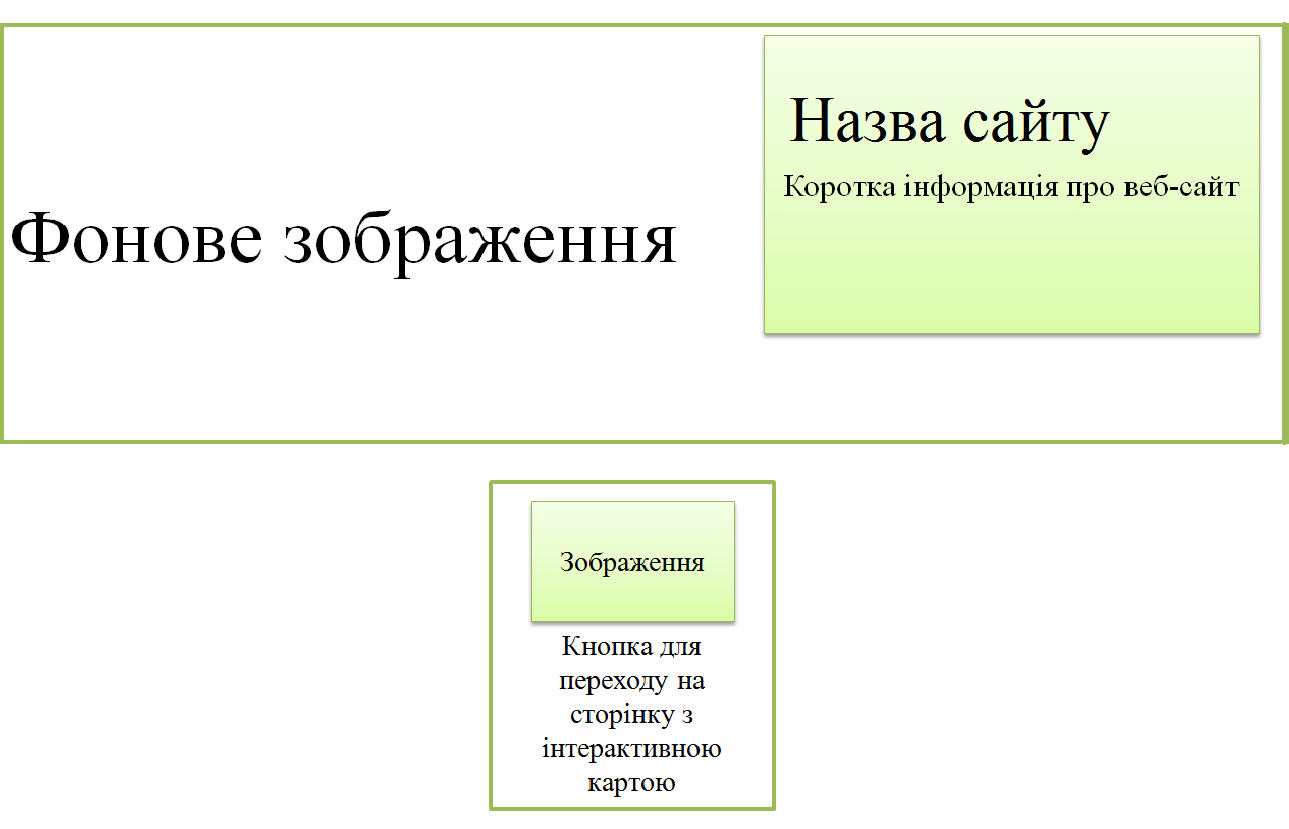 Назва сайту
Коротка інформація про веб-сайт
Фонове зображення
Зображення
Кнопка для
переходу на
сторінку з
інтерактивною
картою